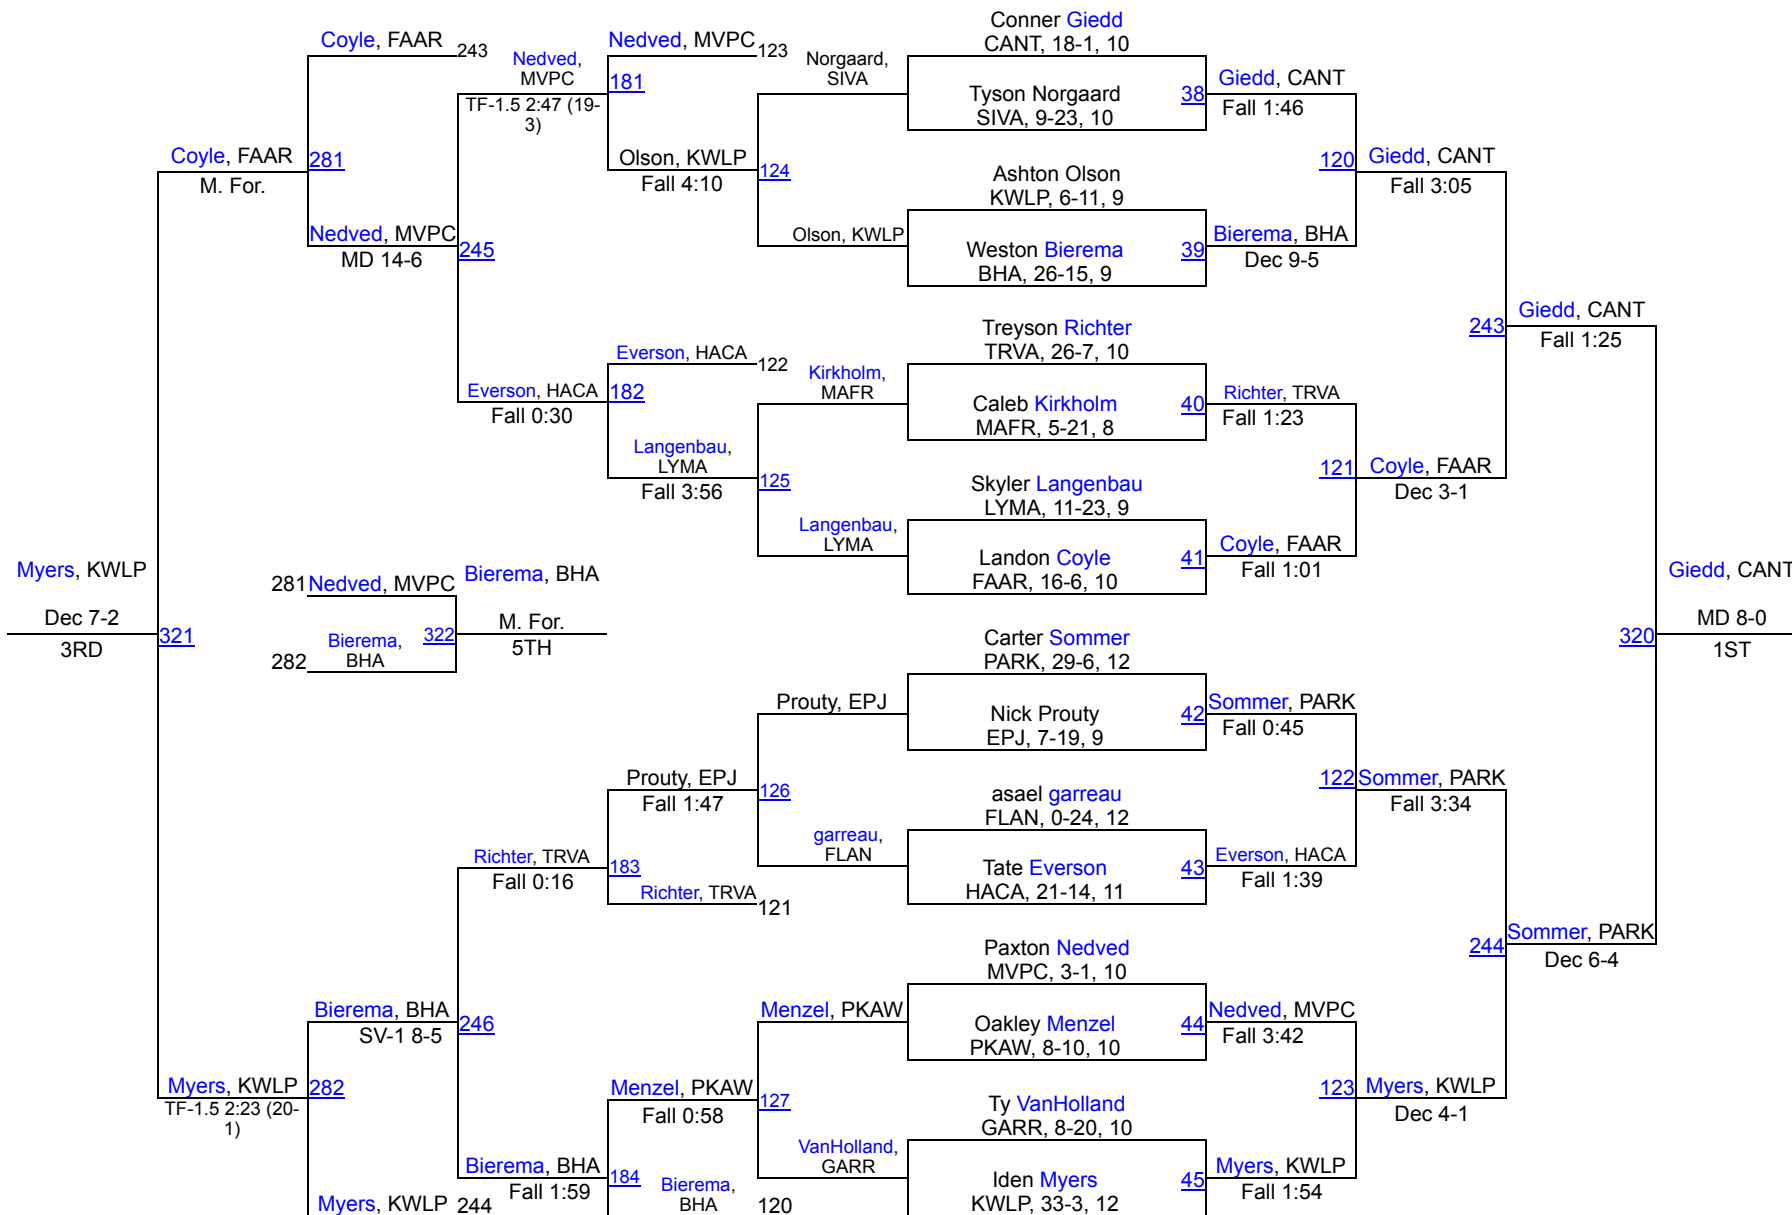 Conner Giedd
CANT, 18-1, 10
Coyle, FAAR
243
Nedved, MVPC
123
Nedved,
MVPC
Norgaard,
SIVA
181
TF-1.5 2:47 (19-
3)
Tyson Norgaard
SIVA, 9-23, 10
38
Giedd, CANT
Fall 1:46
Coyle, FAAR
281
M. For.
Olson, KWLP
124
Fall 4:10
Ashton Olson
KWLP, 6-11, 9
120
Giedd, CANT
Fall 3:05
Nedved, MVPC
245
MD 14-6
Olson, KWLP
Weston Bierema
BHA, 26-15, 9
39
Bierema, BHA
Dec 9-5
Treyson Richter
TRVA, 26-7, 10
243
Giedd, CANT
Fall 1:25
Everson, HACA
122
Kirkholm,
MAFR
Everson, HACA
182
Fall 0:30
Caleb Kirkholm
MAFR, 5-21, 8
40
Richter, TRVA
Fall 1:23
Langenbau,
LYMA
125
Fall 3:56
Skyler Langenbau
LYMA, 11-23, 9
121
Coyle, FAAR
Dec 3-1
Langenbau,
LYMA
Landon Coyle
FAAR, 16-6, 10
41
Coyle, FAAR
Fall 1:01
Myers, KWLP
Dec 7-2
3RD
321
281
Nedved, MVPC
Bierema, BHA
Bierema,
BHA
282
322
M. For.
5TH
Giedd, CANT
320
MD 8-0
1ST
Carter Sommer
PARK, 29-6, 12
Prouty, EPJ
Nick Prouty
EPJ, 7-19, 9
42
Sommer, PARK
Fall 0:45
Prouty, EPJ
126
Fall 1:47
asael garreau
FLAN, 0-24, 12
122
Sommer, PARK
Fall 3:34
garreau,
FLAN
Richter, TRVA
183
Fall 0:16
Tate Everson
HACA, 21-14, 11
43
Everson, HACA
Fall 1:39
Richter, TRVA
121
Paxton Nedved
MVPC, 3-1, 10
244
Sommer, PARK
Dec 6-4
Bierema, BHA
246
SV-1 8-5
Menzel, PKAW
Oakley Menzel
PKAW, 8-10, 10
44
Nedved, MVPC
Fall 3:42
Myers, KWLP
282
TF-1.5 2:23 (20-
1)
Menzel, PKAW
127
Fall 0:58
Ty VanHolland
GARR, 8-20, 10
123
Myers, KWLP
Dec 4-1
VanHolland,
GARR
Bierema, BHA
184
Fall 1:59
Iden Myers
KWLP, 33-3, 12
45
Myers, KWLP
Fall 1:54
Myers, KWLP
244
Bierema,
BHA
120